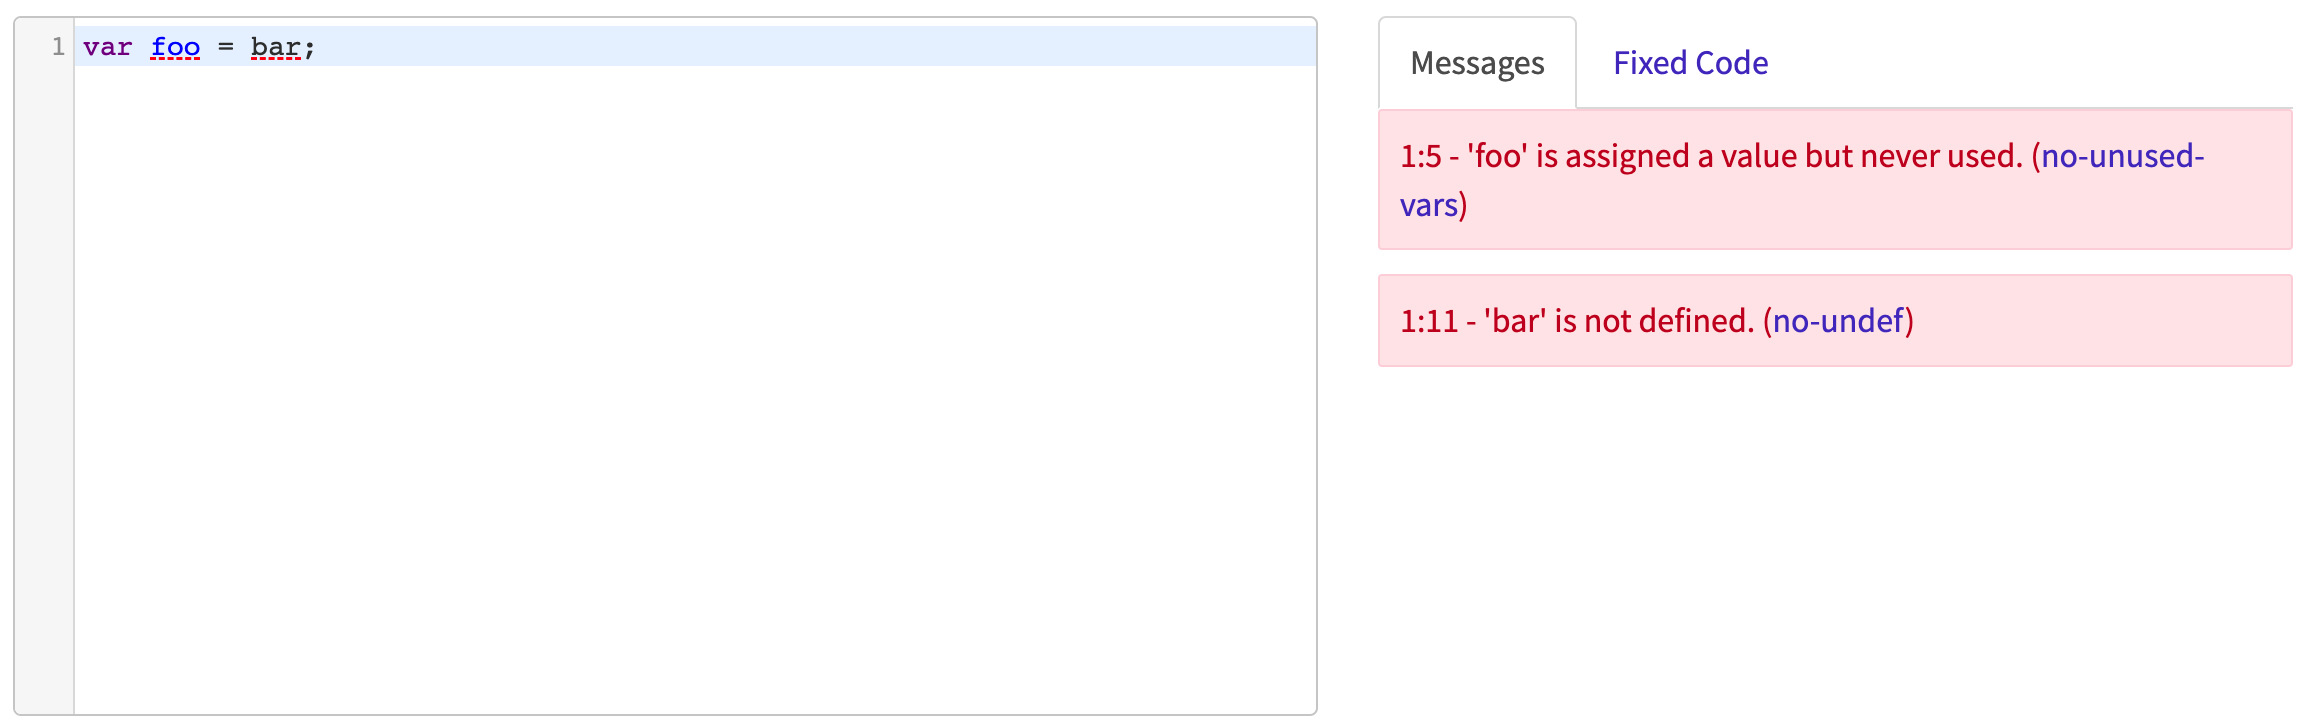 1 var foo = bar;
Messages Fixed Code
1:5 - 'foo' is assigned a value but never used. (no-unused-
vars)
1:11 - 'bar' is not defined. (no-undef)